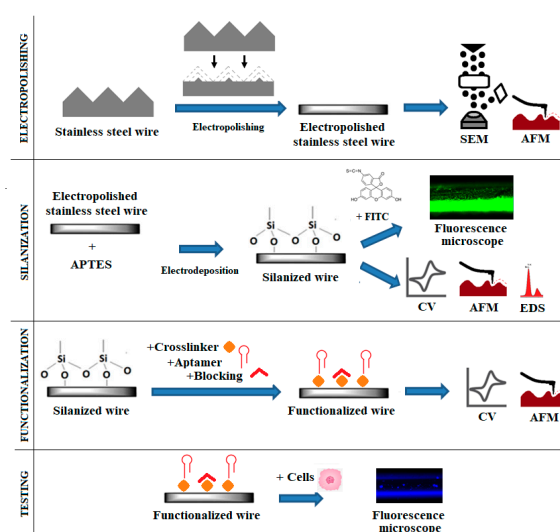 ELECTROPOLISHING
Stainless steel wire
Electropolishing
Electropolished
stainless steel wire
SEM
AFM
SILANIZATION
Electropolished
stainless steel wire
+
APTES
Electrodeposition
Si Si
O O O
O O
Silanized wire
S=C=N
O
O
HO O OH
+ FITC
Fluorescence
microscope
CV
AFM
EDS
FUNCTIONALIZATION
Si Si
O O O
O O
Silanized wire
+Crosslinker
+Aptamer
+Blocking
Functionalized wire
CV
AFM
TESTING
Functionalized wire
+ Cells
Fluorescence
microscope